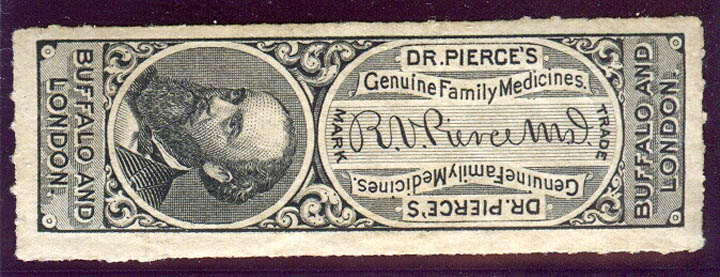 BUFFALO AND
LONDON.
DR. PIERCE'S
Genuine Family Medicines.
MARK
R.V. Pierce M.D.
TRADE
Genuine Family Medicines.
DR. PIERCE'S
BUFFALO AND
LONDON.